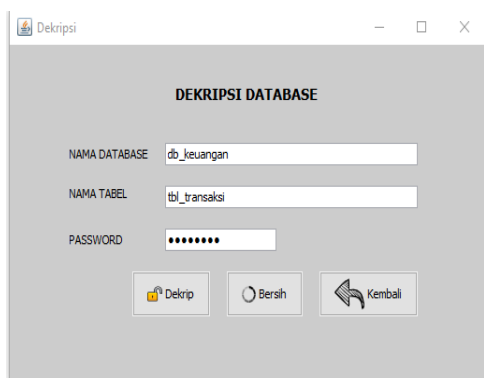 Dekripsi
DEKRIPSI DATABASE
NAMA DATABASE db_keuangan
NAMA TABEL tbl_transaksi
PASSWORD ••••••••
Dekrip Bersih Kembali